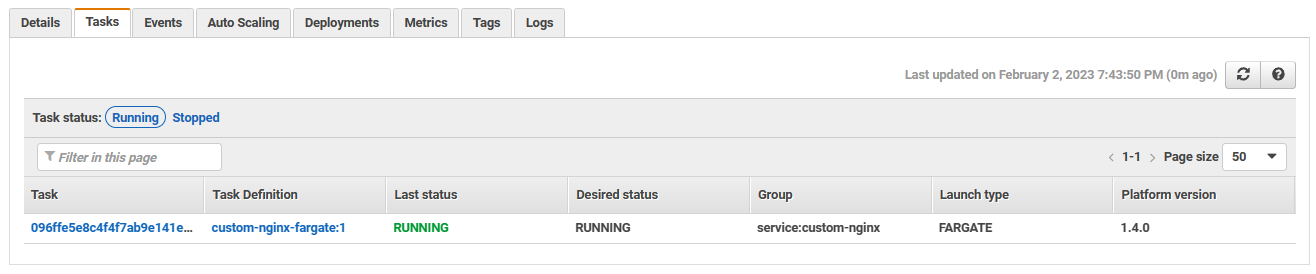 Details Tasks Events Auto Scaling Deployments Metrics Tags Logs
Last updated on February 2, 2023 7:43:50 PM (0m ago)
Task status: Running Stopped
Filter in this page < 1-1 > Page size 50
Task Task Definition Last status Desired status Group Launch type Platform version
096ffe5e8c4f4f7ab9e141e... custom-nginx-fargate:1 RUNNING RUNNING service:custom-nginx FARGATE 1.4.0